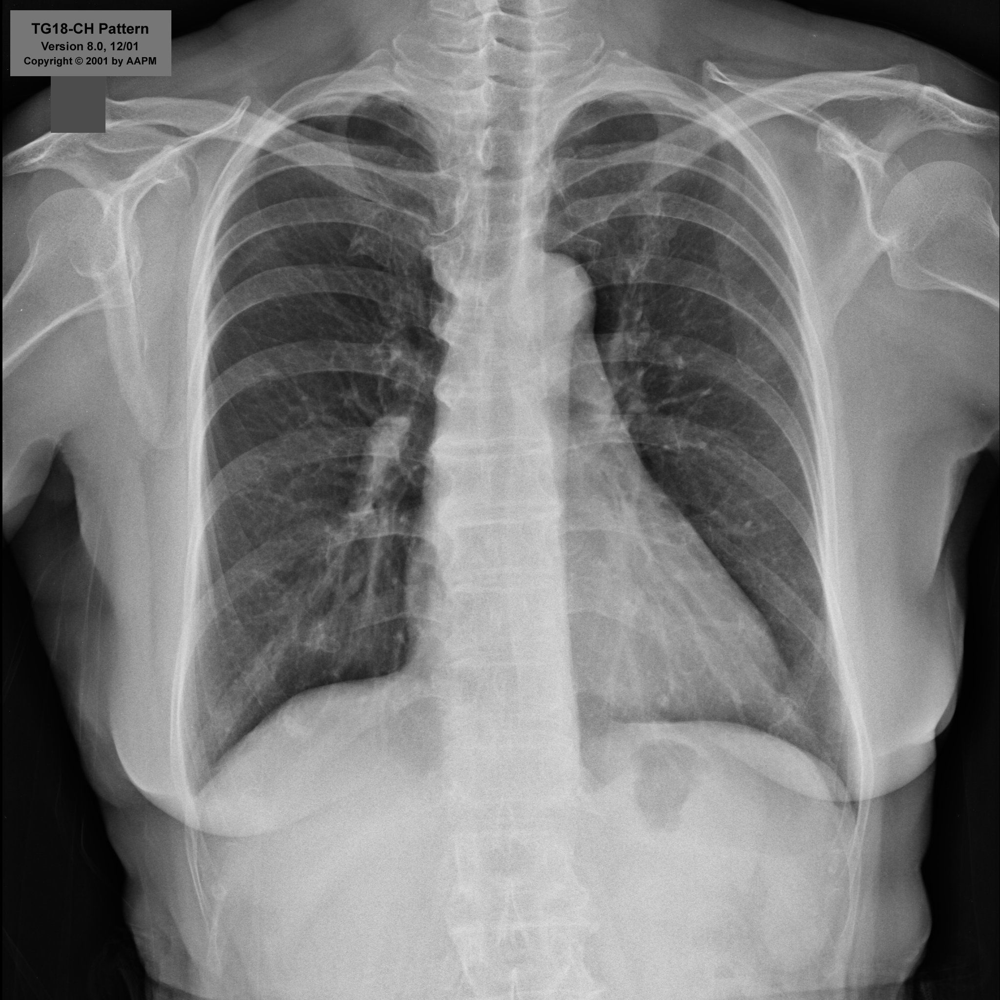 TG18-CH Pattern
Version 8.0, 12/01
Copyright © 2001 by AAPM